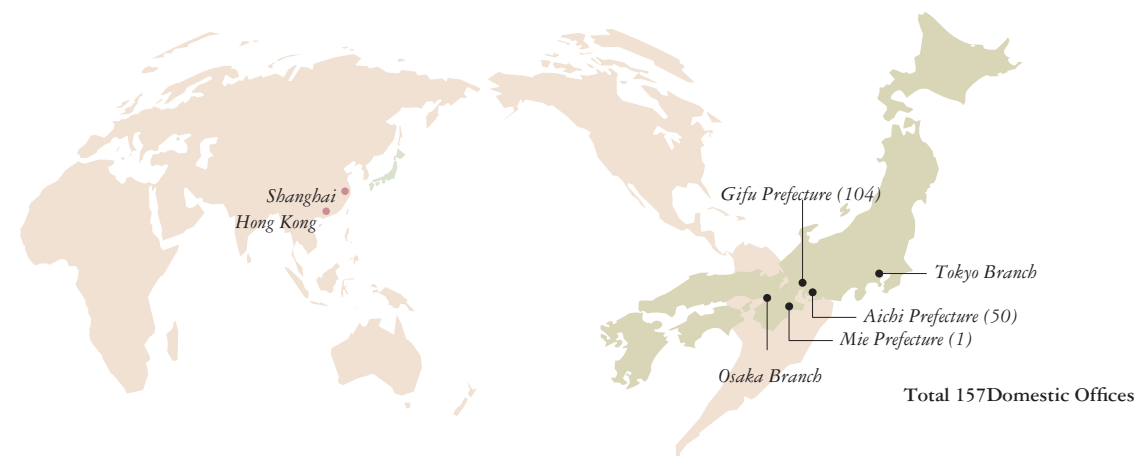 Shanghai
Hong Kong
Gifu Prefecture (104)
Tokyo Branch
Aichi Prefecture (50)
Mie Prefecture (1)
Osaka Branch
Total 157Domestic Offices